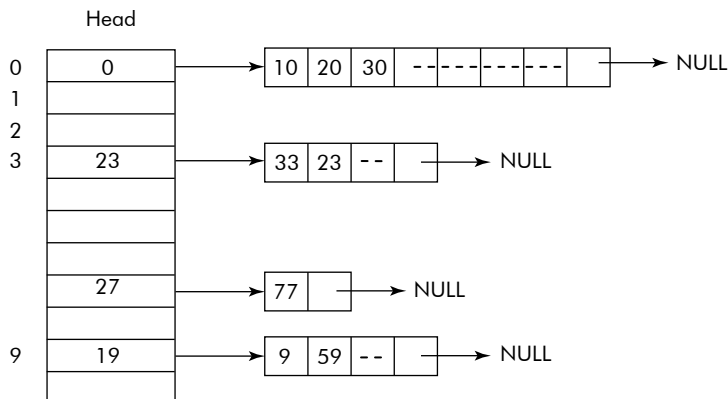 Head
0 0 10 20 30 -- -- -- -- NULL
1
2
3 23 33 23 -- NULL
27 77 NULL
9 19 9 59 -- NULL